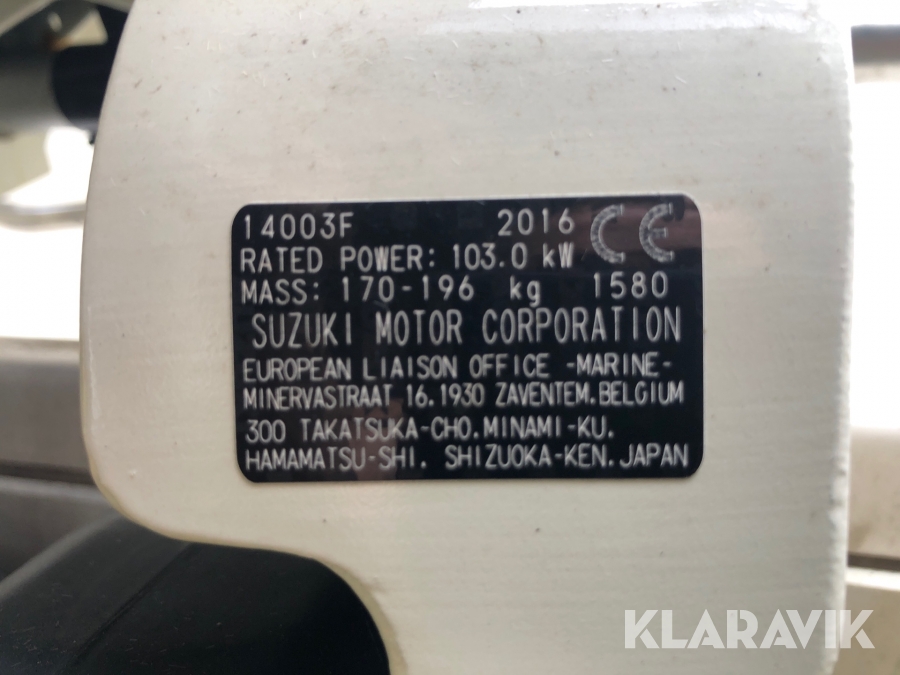 14003F 2016 CE
RATED POWER: 103.0 kW
MASS: 170-196 kg 1580
SUZUKI MOTOR CORPORATION
EUROPEAN LIAISON OFFICE -MARINE-
MINERVASTRAAT 16.1930 ZAVENTEM.BELGIUM
300 TAKATSUKA-CHO.MINAMI-KU.
HAMAMATSU-SHI. SHIZUOKA-KEN.JAPAN
KLARAVIK